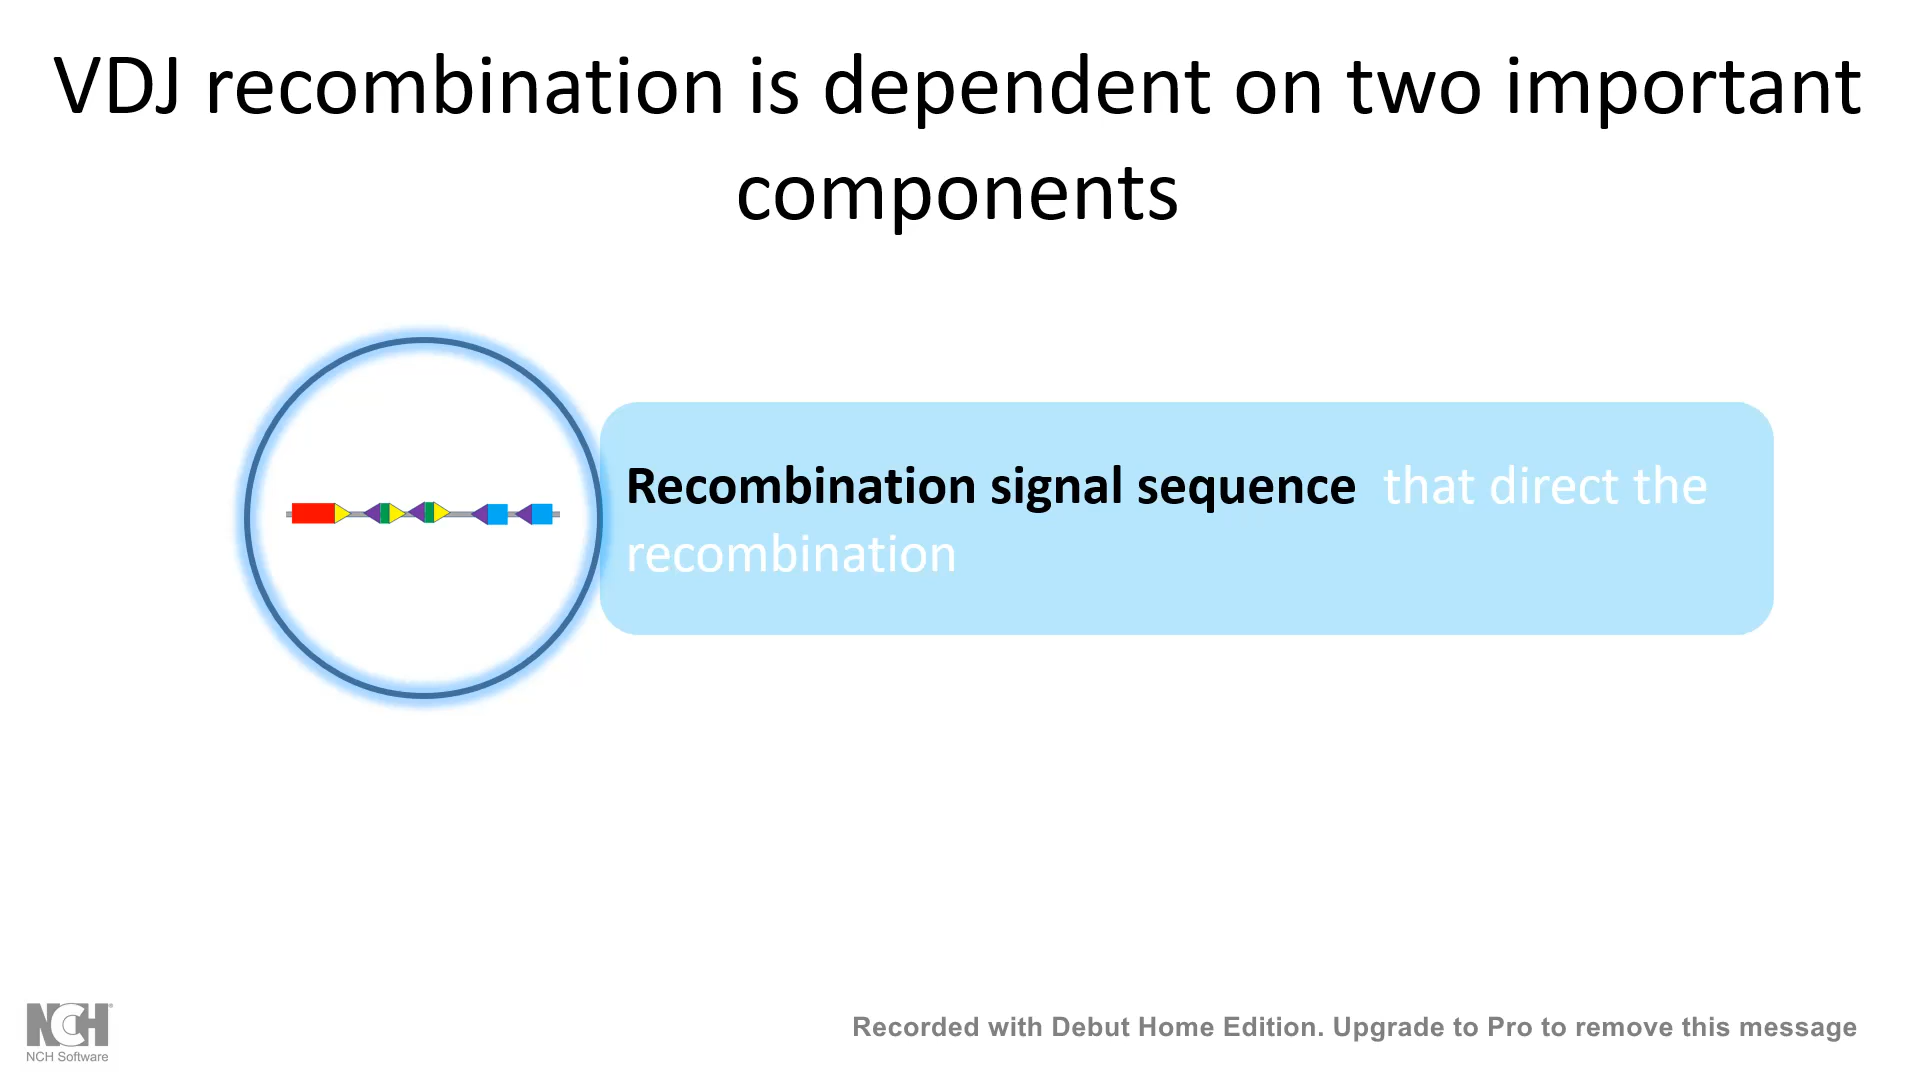 VDJ recombination is dependent on two important
components
Recombination signal sequence that direct the
recombination
NCH
NCH Software
Recorded with Debut Home Edition. Upgrade to Pro to remove this message